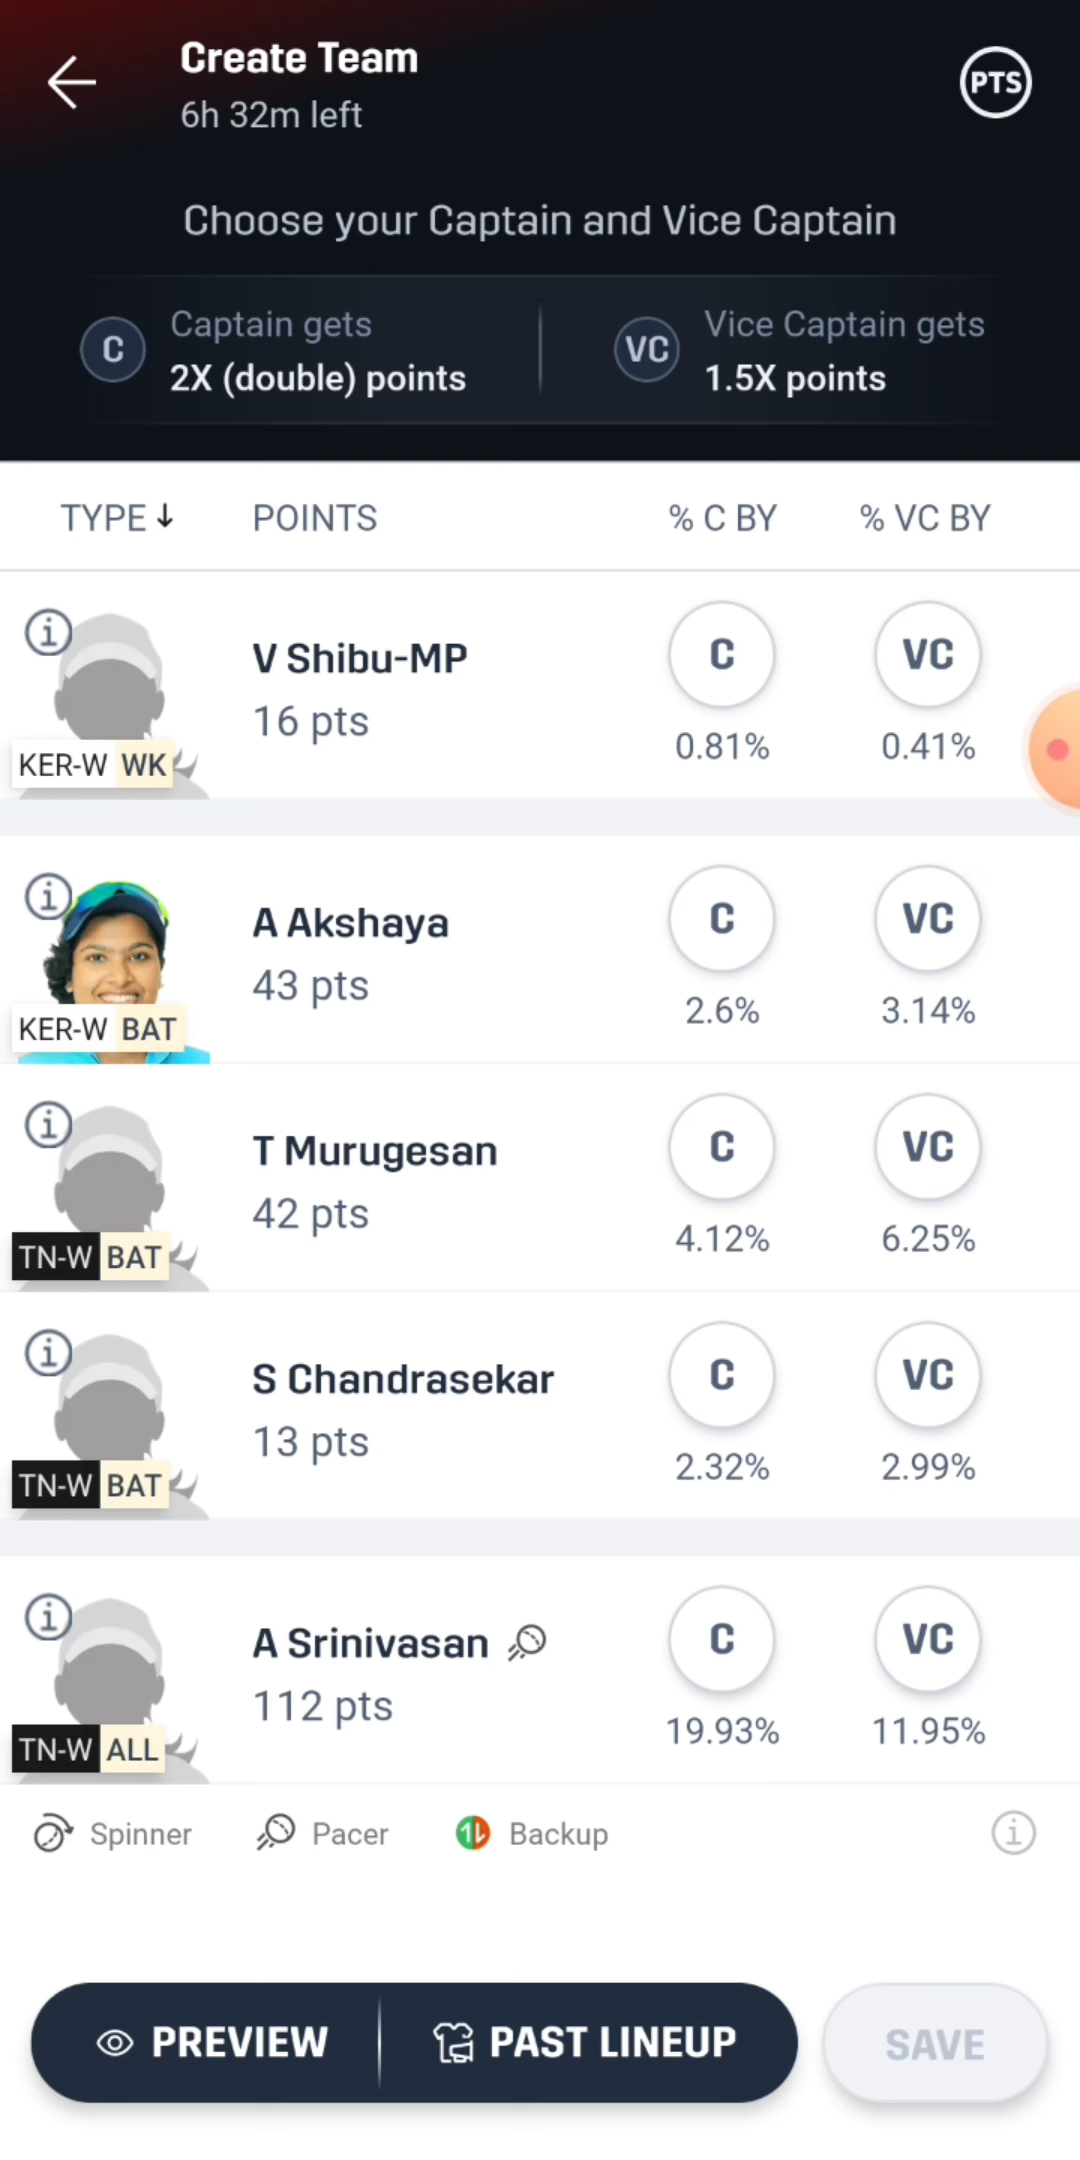 Create Team
6h 32m left
PTS
Choose your Captain and Vice Captain
C Captain gets
2X (double) points
VC Vice Captain gets
1.5X points
TYPE↓ POINTS % C BY % VC BY
V Shibu-MP C VC
16 pts 0.81% 0.41%
KER-W WK
A Akshaya C VC
43 pts 2.6% 3.14%
KER-W BAT
T Murugesan C VC
42 pts 4.12% 6.25%
TN-W BAT
S Chandrasekar C VC
13 pts 2.32% 2.99%
TN-W BAT
A Srinivasan C VC
112 pts 19.93% 11.95%
TN-W ALL
Spinner Pacer Backup
PREVIEW PAST LINEUP SAVE